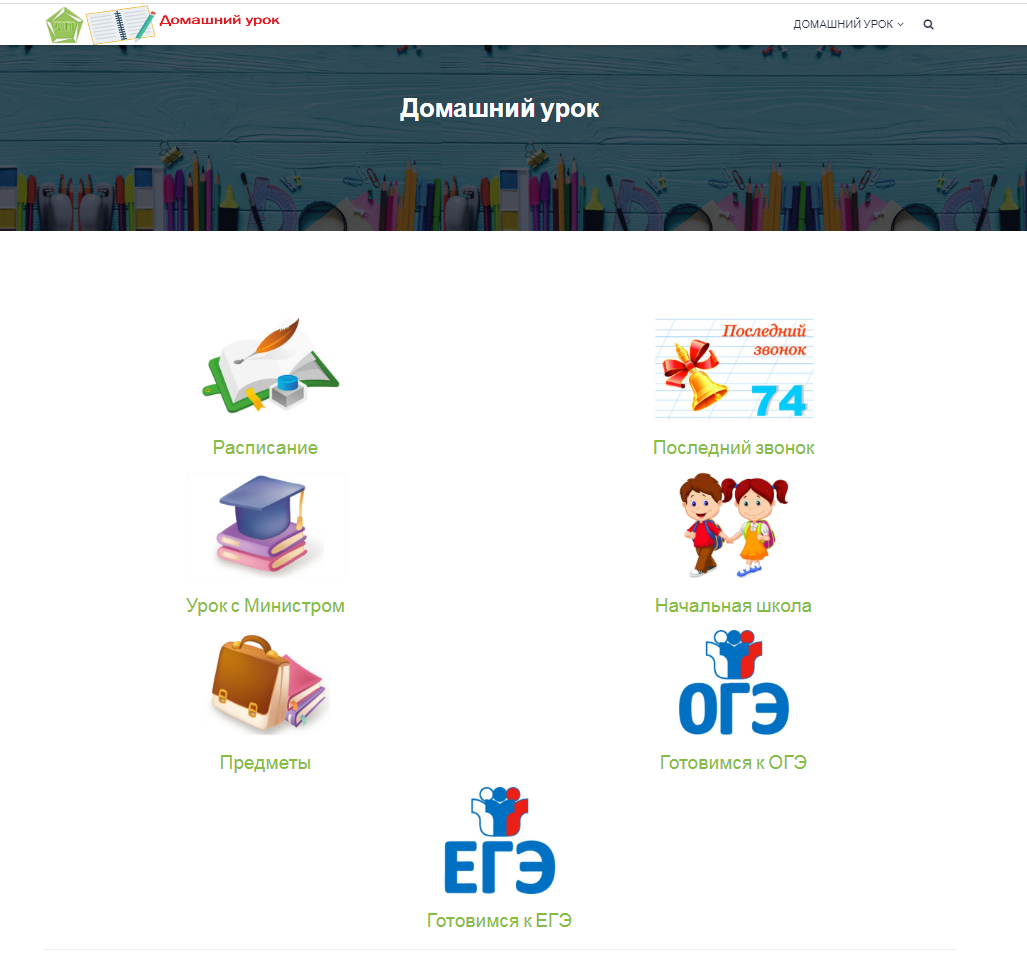 Домашний урок
ДОМАШНИЙ УРОК
Домашний урок
Последний
звонок
74
Расписание
Последний звонок
Урок с Министром
Начальная школа
ОГЭ
Предметы
Готовимся к ОГЭ
ЕГЭ
Готовимся к ЕГЭ